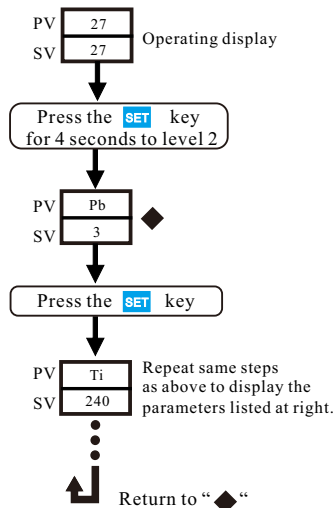 PV 27 Operating display
SV 27
Press the SET key
for 4 seconds to level 2
PV Pb
SV 3
Press the SET key
PV Ti
SV 240
Repeat same steps
as above to display the
parameters listed at right.
Return to “ ◆ “